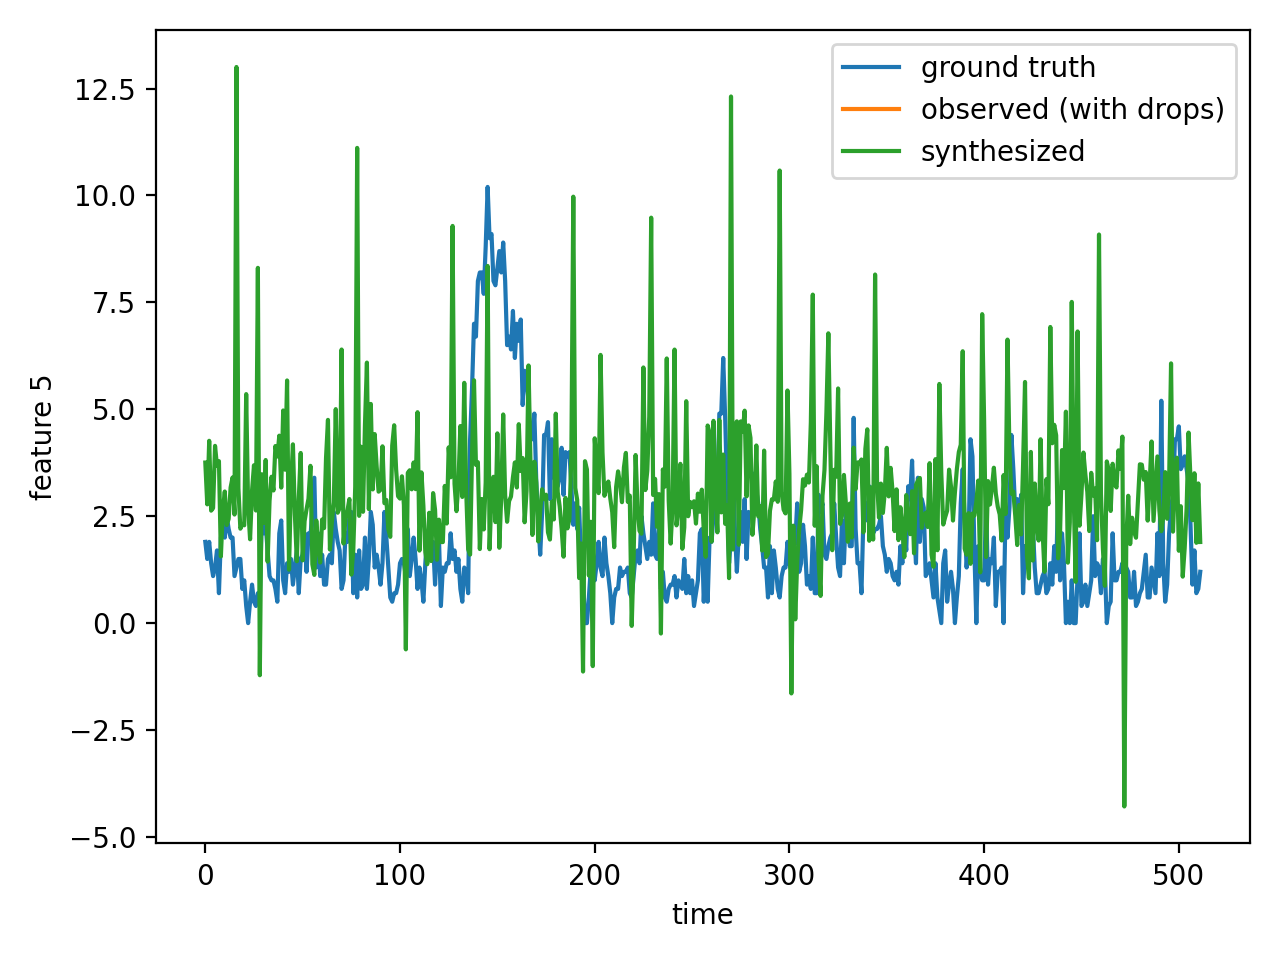 ground truth
observed (with drops)
synthesized
12.5
10.0
7.5
5.0
2.5
0.0
−2.5
−5.0
feature 5
0 100 200 300 400 500
time